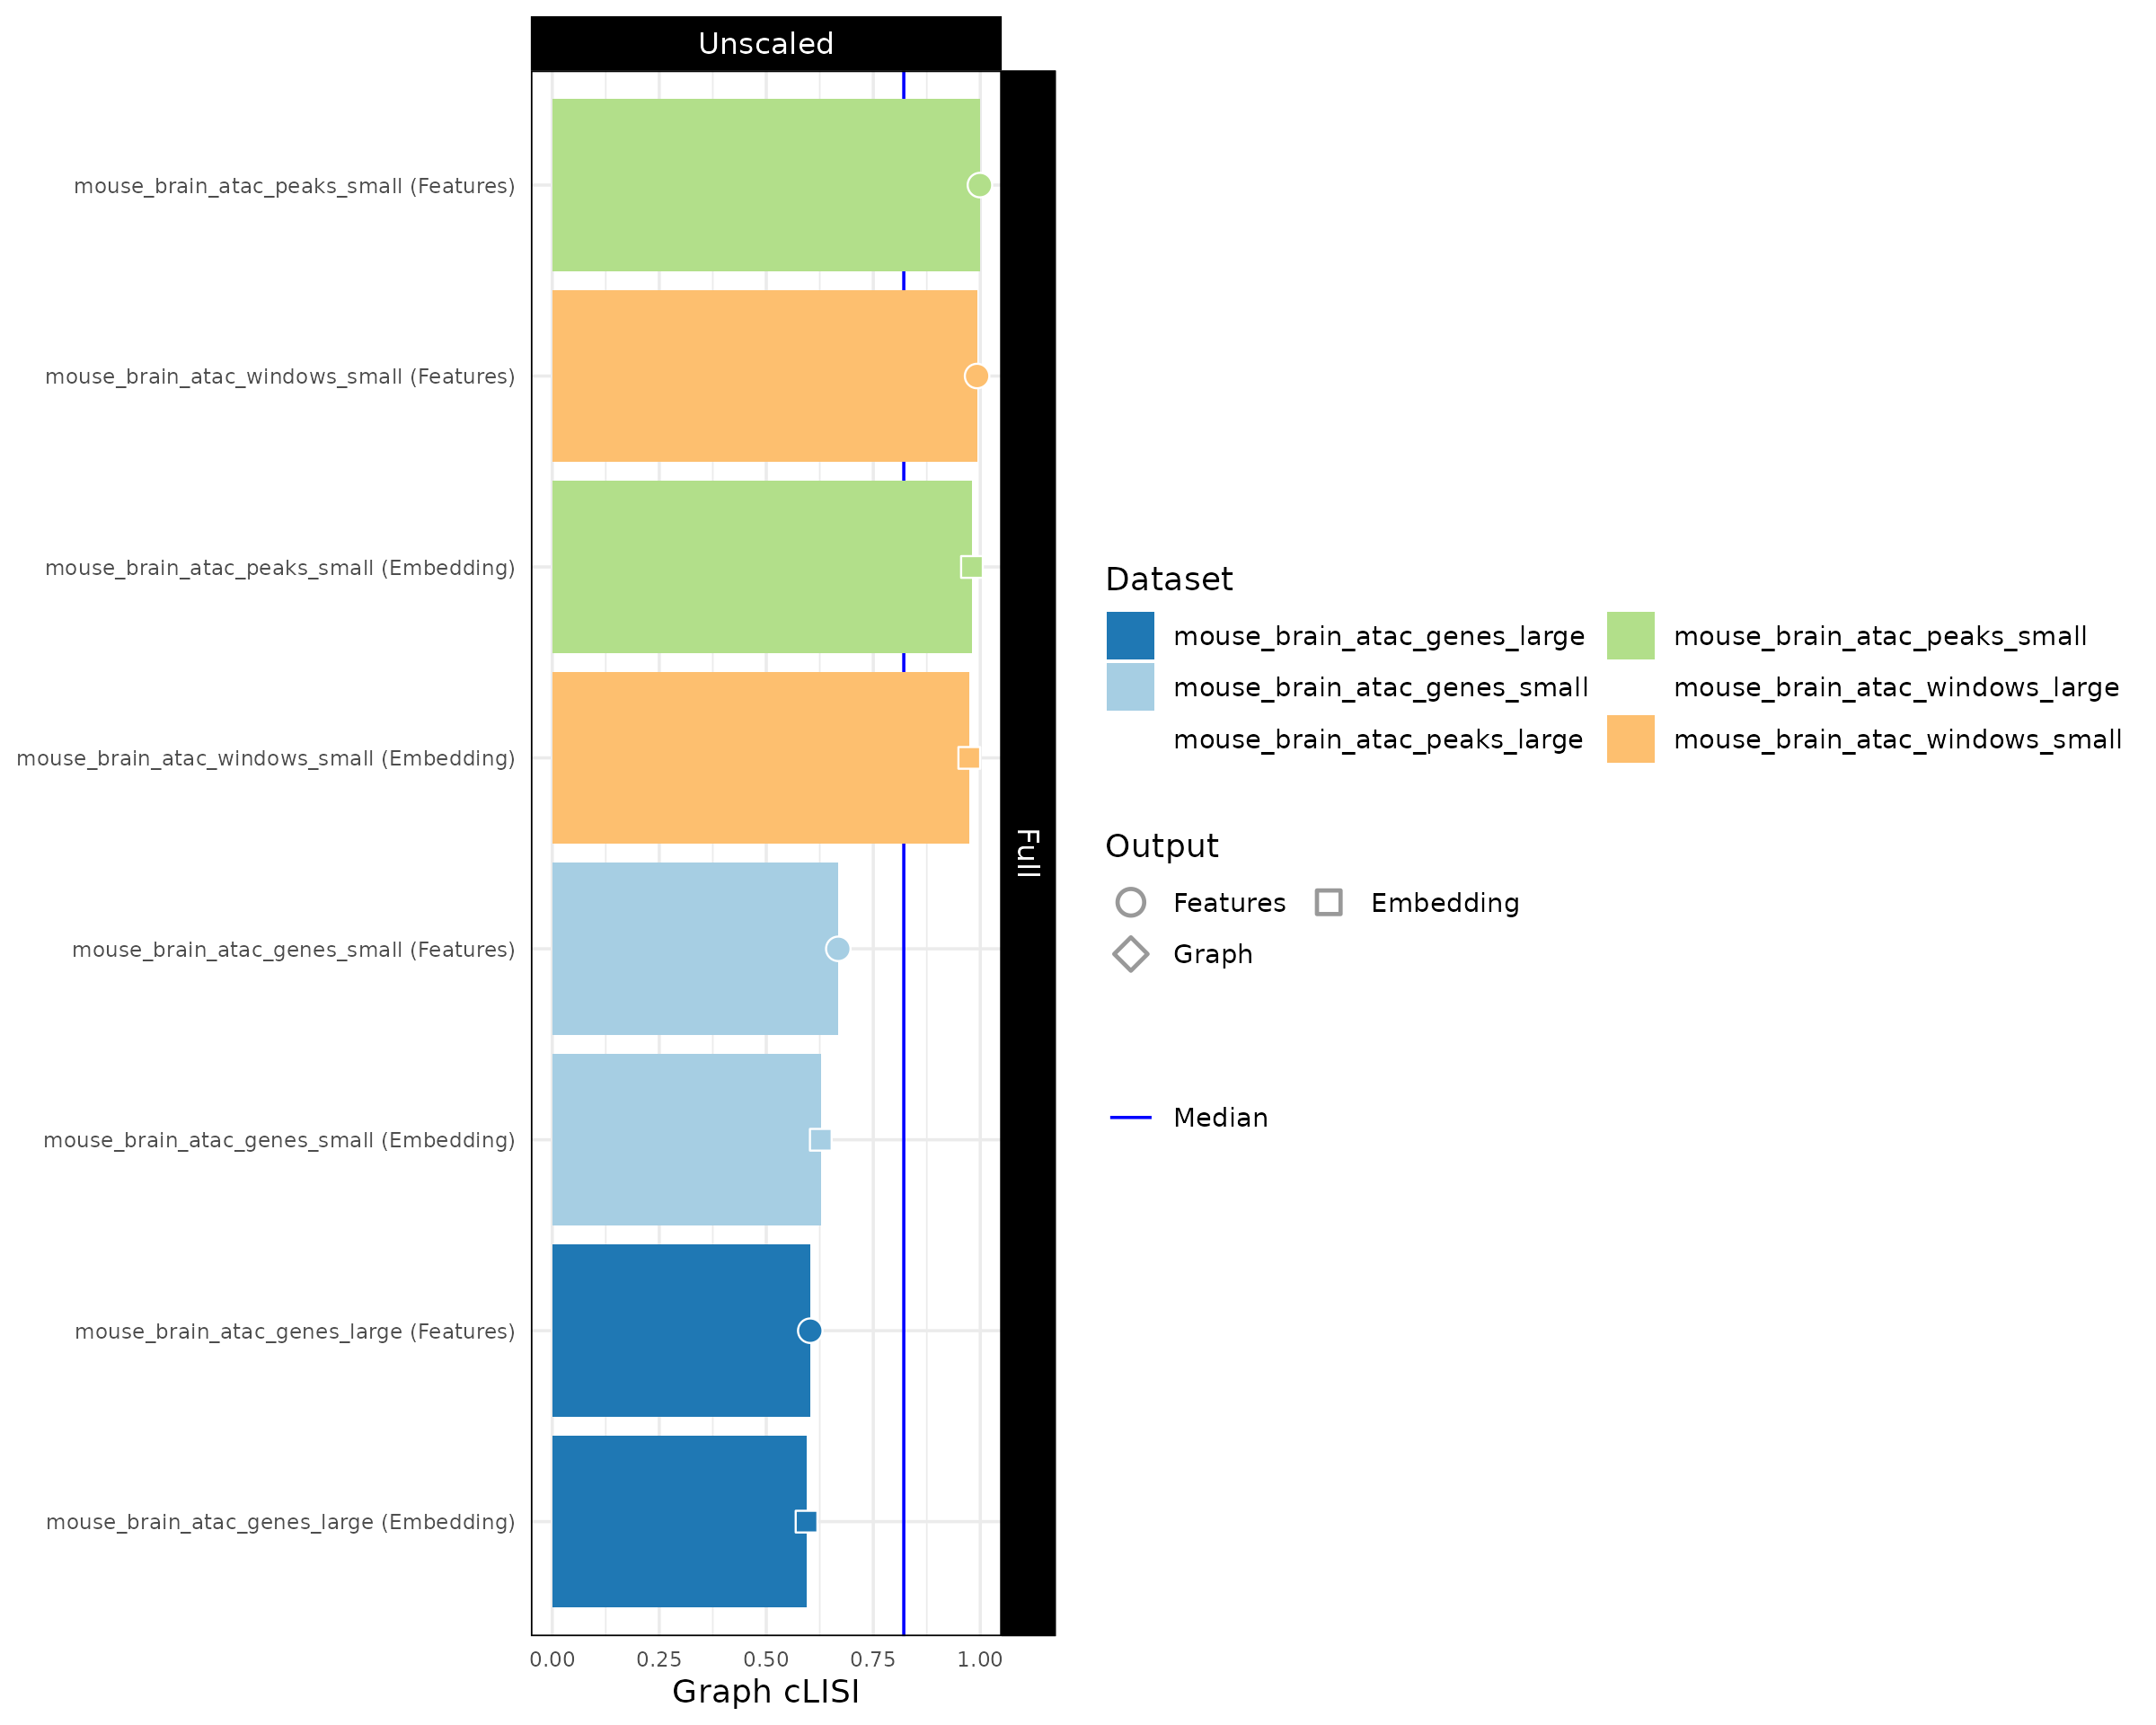 Unscaled
mouse_brain_atac_peaks_small (Features)
mouse_brain_atac_windows_small (Features)
mouse_brain_atac_peaks_small (Embedding)
mouse_brain_atac_windows_small (Embedding)
mouse_brain_atac_genes_small (Features)
mouse_brain_atac_genes_small (Embedding)
mouse_brain_atac_genes_large (Features)
mouse_brain_atac_genes_large (Embedding)
Full
0.00 0.25 0.50 0.75 1.00
Graph cLISI
Dataset
mouse_brain_atac_genes_large mouse_brain_atac_peaks_small
mouse_brain_atac_genes_small mouse_brain_atac_windows_large
mouse_brain_atac_peaks_large mouse_brain_atac_windows_small
Output
Features Embedding
Graph
Median